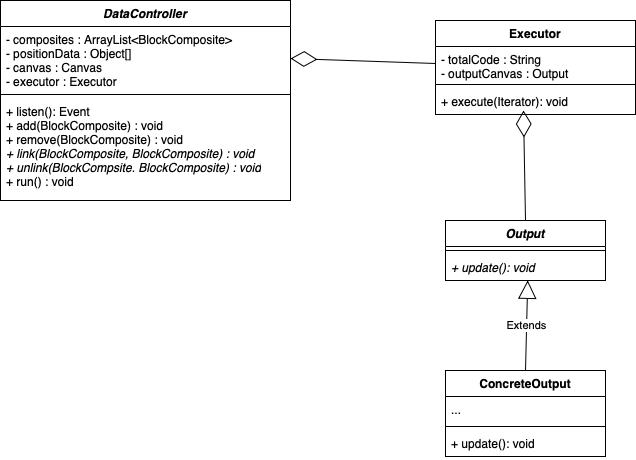 DataController
- composites : ArrayList<BlockComposite>
- positionData : Object[]
- canvas : Canvas
- executor : Executor
+ listen(): Event
+ add(BlockComposite) : void
+ remove(BlockComposite) : void
+ link(BlockComposite, BlockComposite) : void
+ unlink(BlockCompsite. BlockComposite) : void
+ run() : void
Executor
- totalCode : String
- outputCanvas : Output
+ execute(Iterator): void
Output
+ update(): void
Extends
ConcreteOutput
...
+ update(): void